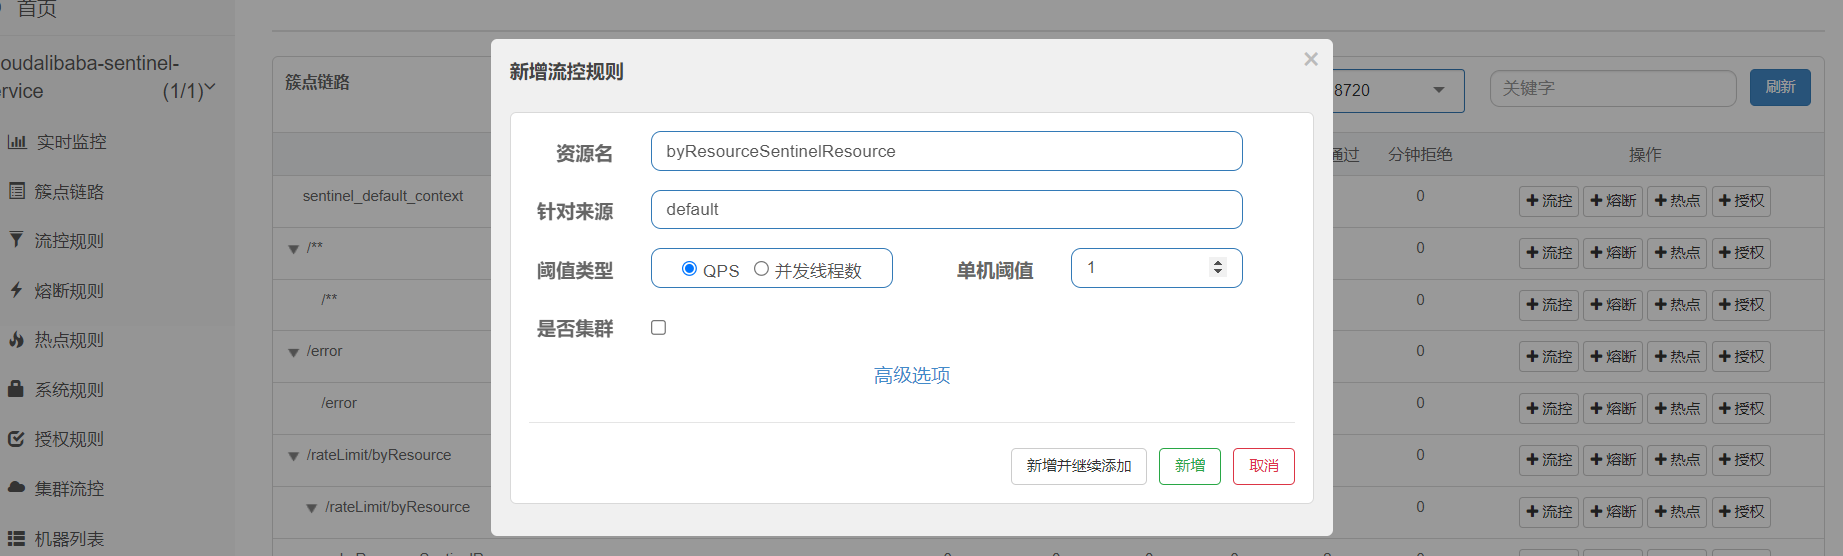 首页
oudalibaba-sentinel-
rvice (1/1)
实时监控
簇点链路
流控规则
熔断规则
热点规则
系统规则
授权规则
集群流控
机器列表
簇点链路
8720
关键字
刷新
通过 分钟拒绝 操作
sentinel_default_context 0 流控 熔断 热点 授权
/** 0 流控 熔断 热点 授权
/** 0 流控 熔断 热点 授权
/error 0 流控 熔断 热点 授权
/error 0 流控 熔断 热点 授权
/rateLimit/byResource 0 流控 熔断 热点 授权
/rateLimit/byResource 0 流控 熔断 热点 授权
新增流控规则
×
资源名 byResourceSentinelResource
针对来源 default
阈值类型 QPS 并发线程数 单机阈值 1
是否集群
高级选项
新增并继续添加 新增 取消